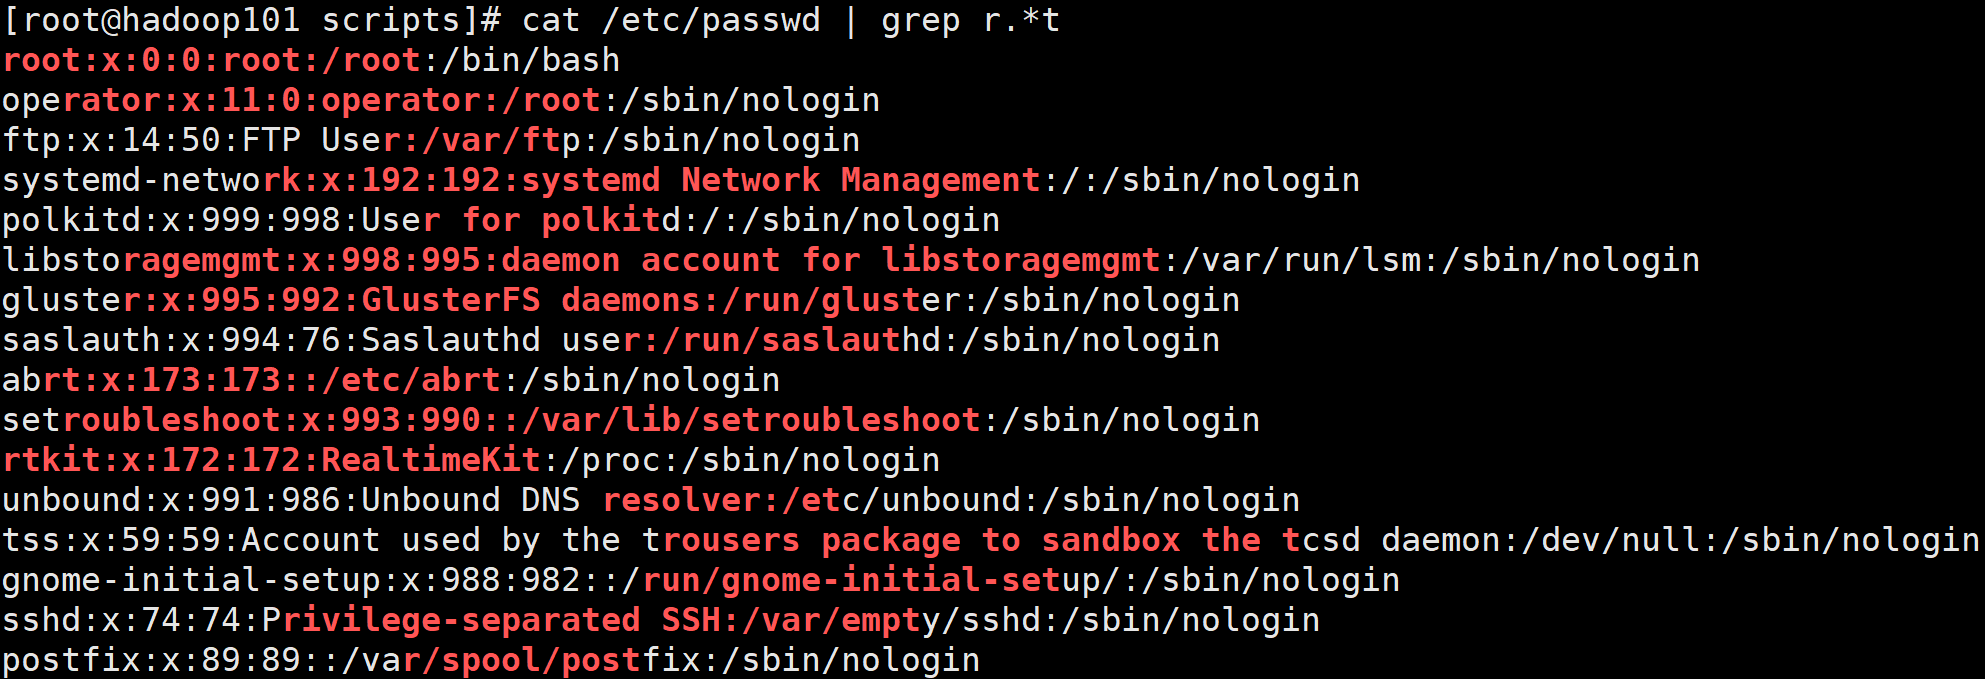 [root@hadoop101 scripts]# cat /etc/passwd | grep r.*t
root:x:0:0:root:/root:/bin/bash
operator:x:11:0:operator:/root:/sbin/nologin
ftp:x:14:50:FTP User:/var/ftp:/sbin/nologin
systemd-network:x:192:192:systemd Network Management:/:/sbin/nologin
polkitd:x:999:998:User for polkitd:/:/sbin/nologin
libstoragemgmt:x:998:995:daemon account for libstoragemgmt:/var/run/lsm:/sbin/nologin
gluster:x:995:992:GlusterFS daemons:/run/gluster:/sbin/nologin
saslauth:x:994:76:Saslauthd user:/run/saslauthd:/sbin/nologin
abrt:x:173:173::/etc/abrt:/sbin/nologin
setroubleshoot:x:993:990::/var/lib/setroubleshoot:/sbin/nologin
rtkit:x:172:172:RealtimeKit:/proc:/sbin/nologin
unbound:x:991:986:Unbound DNS resolver:/etc/unbound:/sbin/nologin
tss:x:59:59:Account used by the trousers package to sandbox the tcsd daemon:/dev/null:/sbin/nologin
gnome-initial-setup:x:988:982::/run/gnome-initial-setup/:/sbin/nologin
sshd:x:74:74:Privilege-separated SSH:/var/empty/sshd:/sbin/nologin
postfix:x:89:89::/var/spool/postfix:/sbin/nologin